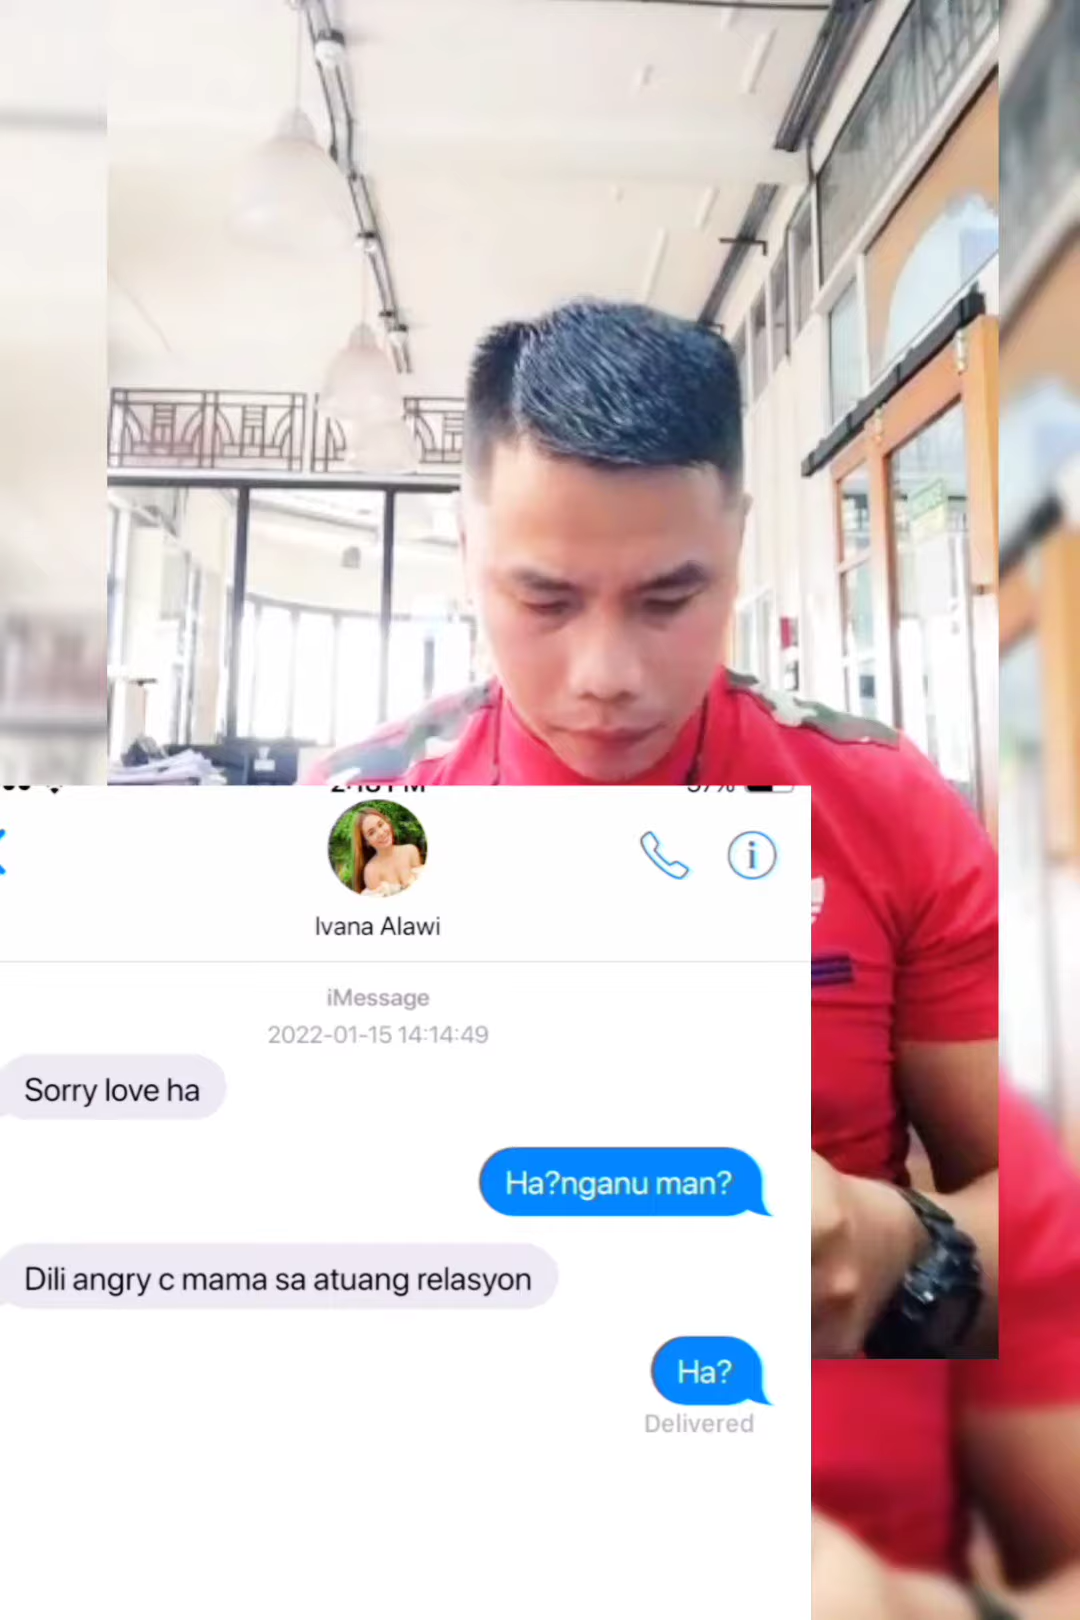 Ivana Alawi
iMessage
2022-01-15 14:14:49
Sorry love ha
Ha?nganu man?
Dili angry c mama sa atuang relasyon
Ha?
Delivered